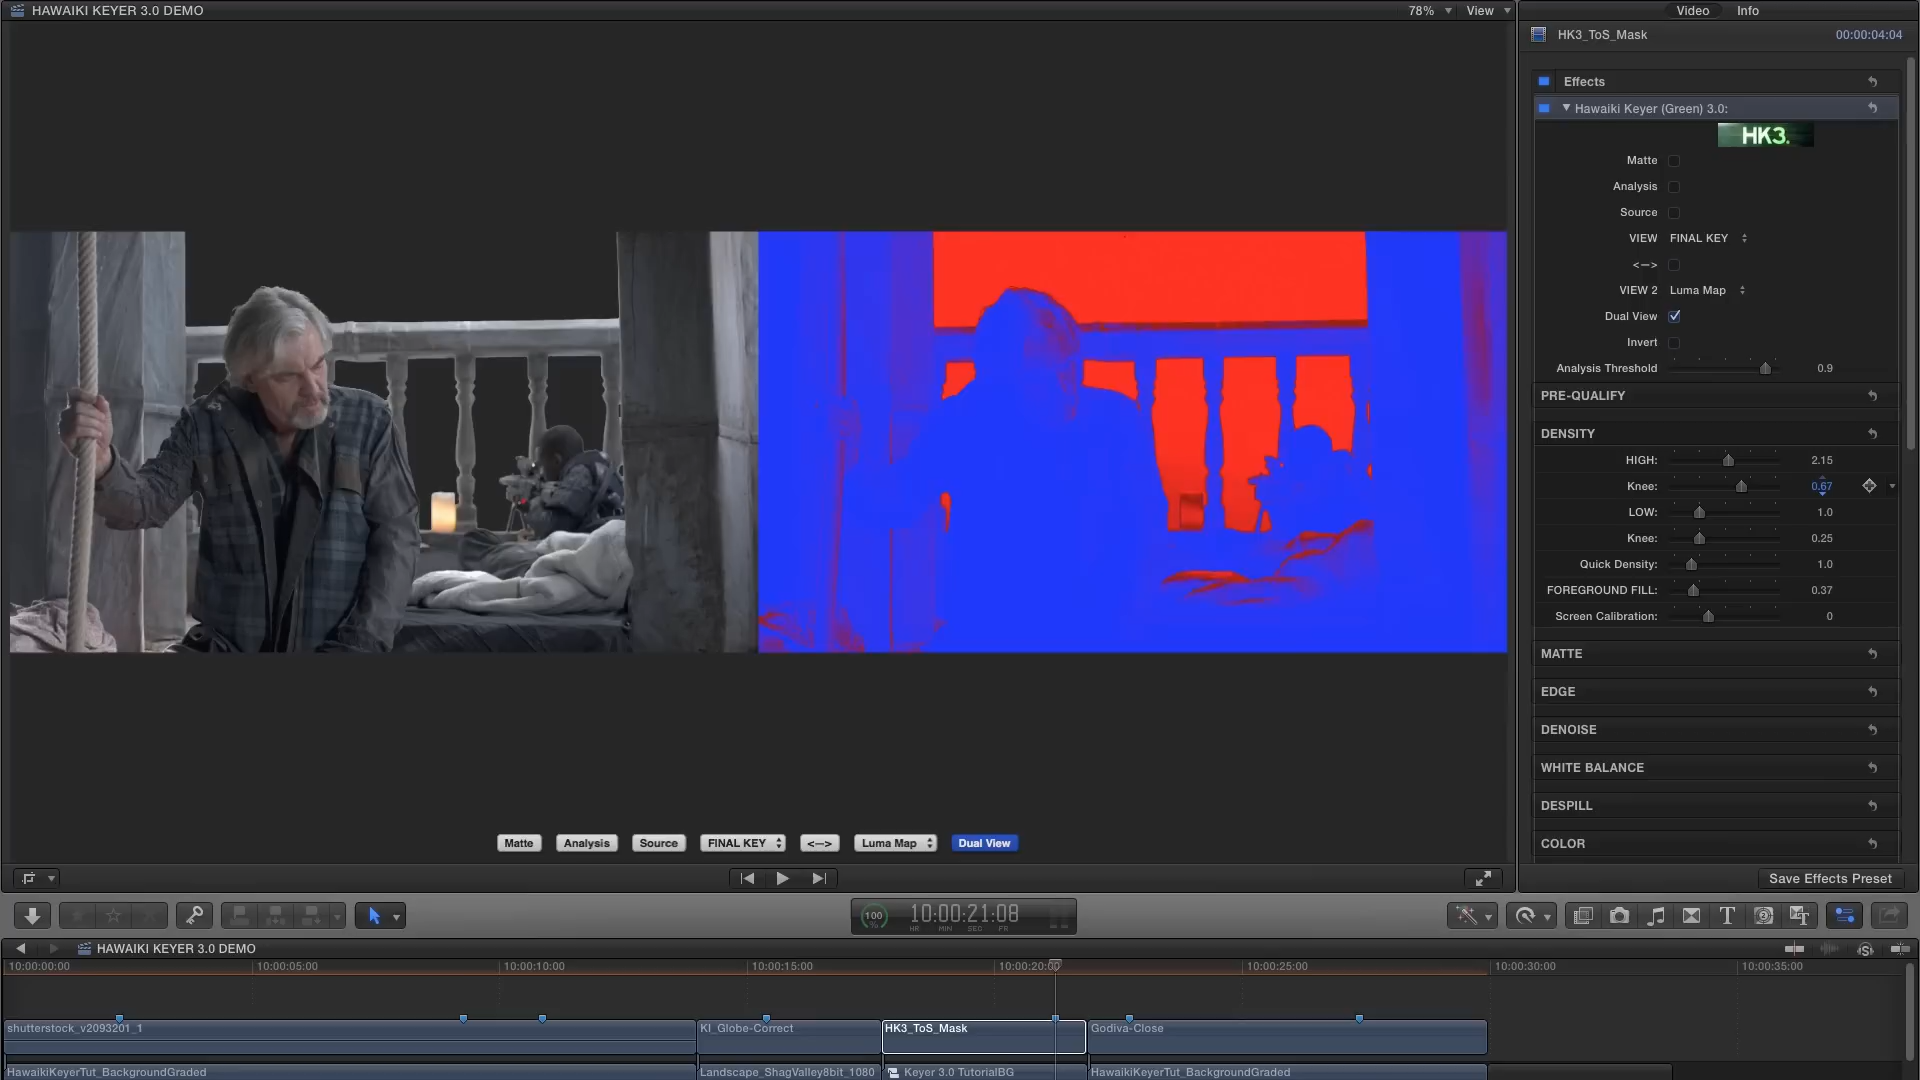 HAWAIKI KEYER 3.0 DEMO
78%
View
Video
Info
HK3_ToS_Mask
00:00:04:04
Effects
Hawaiki Keyer (Green) 3.0:
HK3.
Matte
Analysis
Source
VIEW FINAL KEY
<-->
VIEW 2 Luma Map
Dual View
Invert
Analysis Threshold 0.9
PRE-QUALIFY
DENSITY
HIGH: 2.15
Knee: 0.67
LOW: 1.0
Knee: 0.25
Quick Density: 1.0
FOREGROUND FILL: 0.37
Screen Calibration: 0
MATTE
EDGE
DENOISE
WHITE BALANCE
DESPILL
COLOR
Save Effects Preset
Matte Analysis Source FINAL KEY <--> Luma Map Dual View
100 %
10:00:21:08
HR MIN SEC FR
HAWAIKI KEYER 3.0 DEMO
10:00:00:00 10:00:05:00 10:00:10:00 10:00:15:00 10:00:20:00 10:00:25:00 10:00:30:00 10:00:35:00
shutterstock_v2093201_1 KI_Globe-Correct HK3_ToS_Mask Godiva-Close
HawaikiKeyerTut_BackgroundGraded Landscape_ShagValley8bit_1080 Keyer 3.0 TutorialBG HawaikiKeyerTut_BackgroundGraded